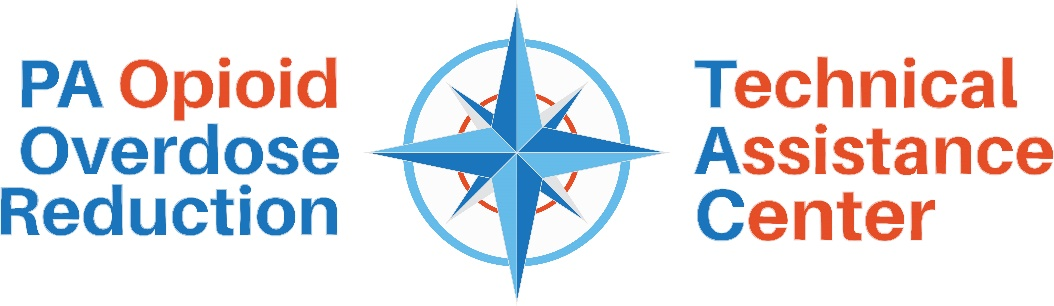 PA Opioid
Overdose
Reduction
Technical
Assistance
Center